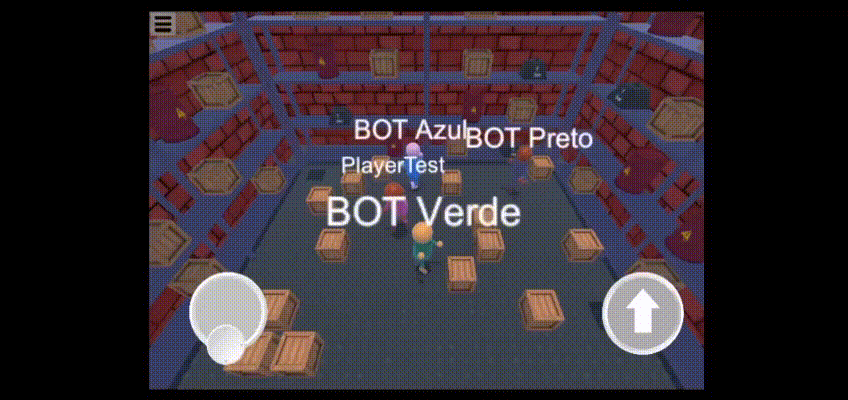 BOT Azul
BOT Preto
PlayerTest
BOT Verde